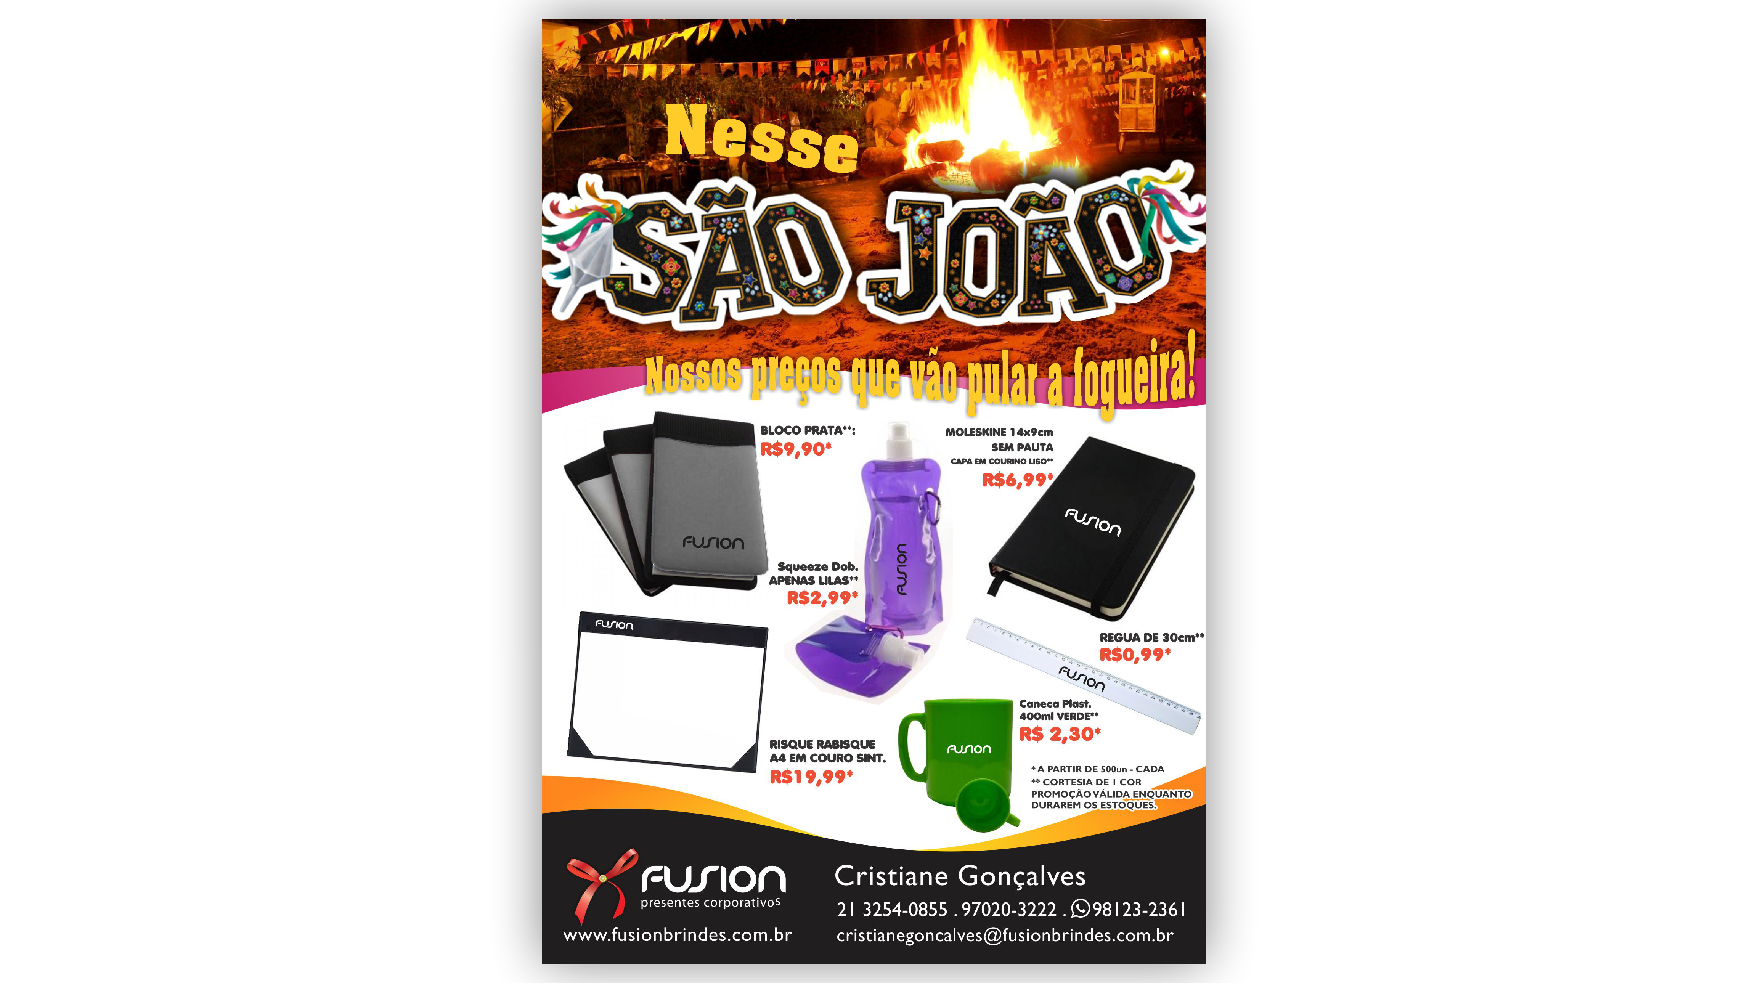 Nesse
SÃO JOÃO
Nossos preços que vão pular a fogueira!
BLOCO PRATA**:
R$9,90*
MOLESKINE 14x9cm
SEM PAUTA
CAPA EM COURINO LISO**
R$6,99*
FUSION
FUSION
FUSION
Squeeze Dob.
APENAS LILAS**
R$2,99*
FUSION
REGUA DE 30cm**
R$0,99*
FUSION
Caneca Plast.
400ml VERDE**
R$ 2,30*
FUSION
RISQUE RABISQUE
A4 EM COURO SINT.
R$19,99*
* A PARTIR DE 500un - CADA
** CORTESIA DE 1 COR
PROMOÇÃO VÁLIDA ENQUANTO
DURAREM OS ESTOQUES.
FUSION
presentes corporativos
www.fusionbrindes.com.br
Cristiane Gonçalves
21 3254-0855 . 97020-3222 . 98123-2361
cristianegoncalves@fusionbrindes.com.br